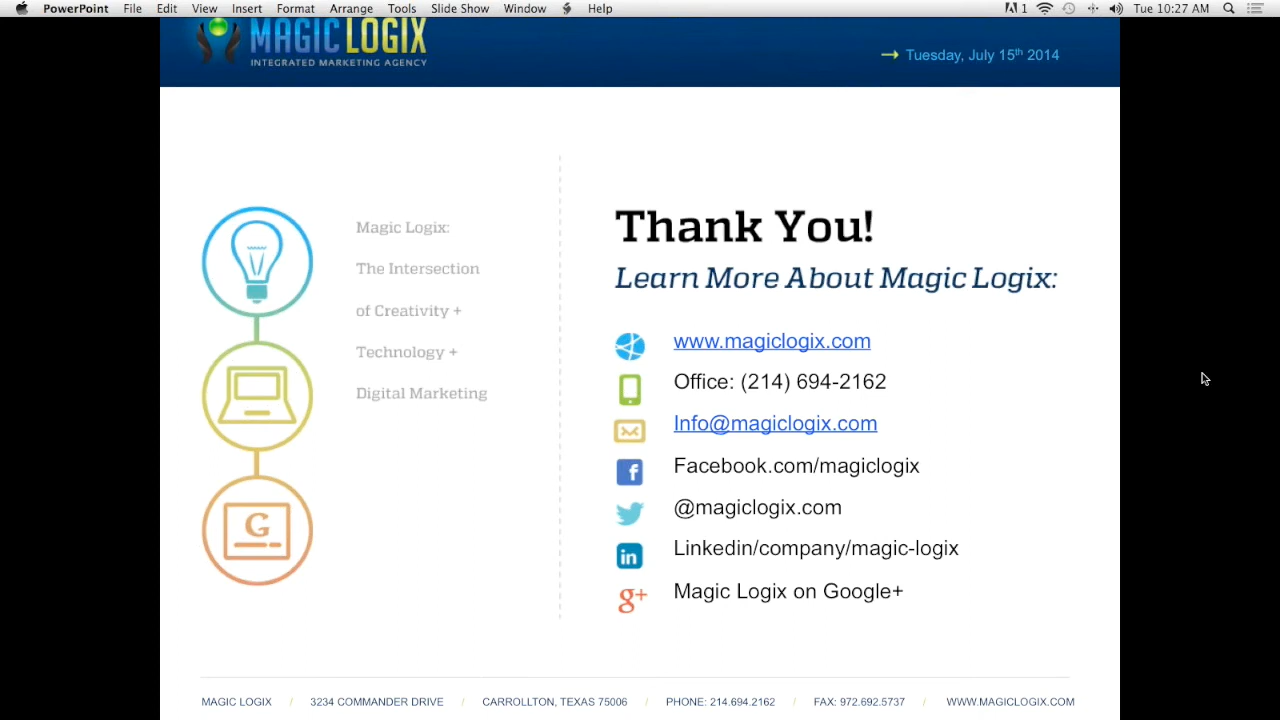 PowerPoint File Edit View Insert Format Arrange Tools Slide Show Window Help 1 Tue 10:27 AM
MAGIC LOGIX
INTEGRATED MARKETING AGENCY
Tuesday, July 15th 2014
Magic Logix:
The Intersection
of Creativity +
Technology +
Digital Marketing
Thank You!
Learn More About Magic Logix:
www.magiclogix.com
Office: (214) 694-2162
Info@magiclogix.com
Facebook.com/magiclogix
@magiclogix.com
Linkedin/company/magic-logix
Magic Logix on Google+
G
f
in
g+
MAGIC LOGIX / 3234 COMMANDER DRIVE / CARROLLTON, TEXAS 75006 / PHONE: 214.694.2162 / FAX: 972.692.5737 / WWW.MAGICLOGIX.COM